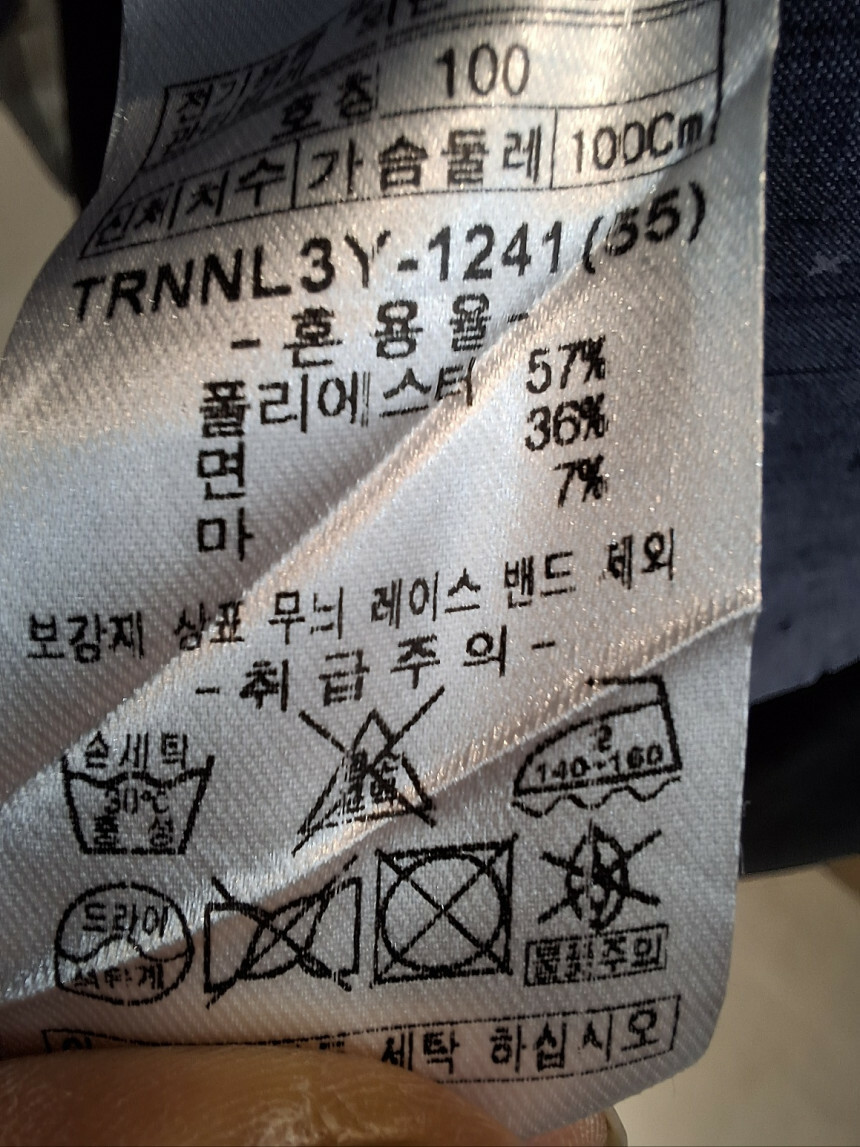 호칭 100
신체치수 가슴둘레 100Cm
TRNNL3Y-1241(55)
-혼용율-
폴리에스터 57%
면 36%
마 7%
보강재 상표 무늬 레이스 밴드 제외
-취급주의-
손세탁
30℃
중성
2
140~160
드라이
석유계
물림주의
세탁 하십시오